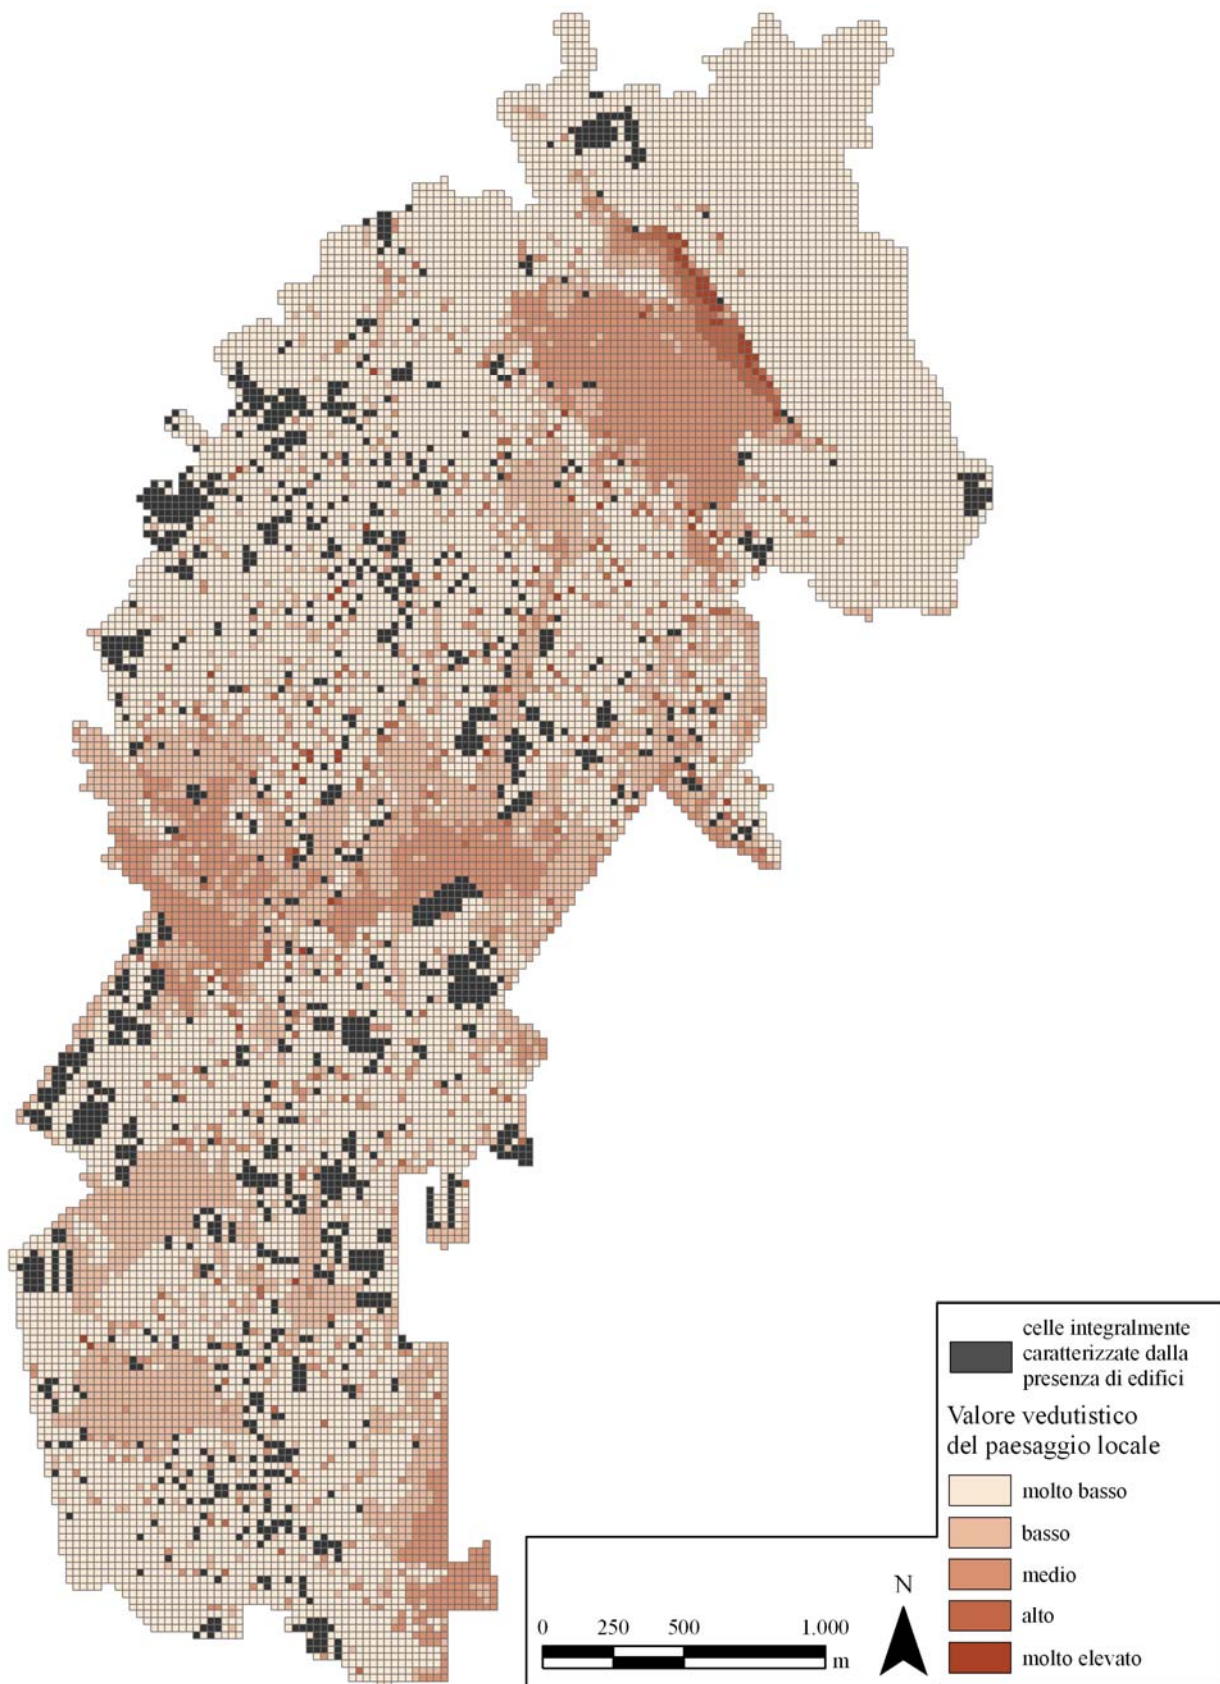 celle integralmente
caratterizzate dalla
presenza di edifici
Valore vedutistico
del paesaggio locale
molto basso
basso
medio
alto
molto elevato
N
0 250 500 1.000
m